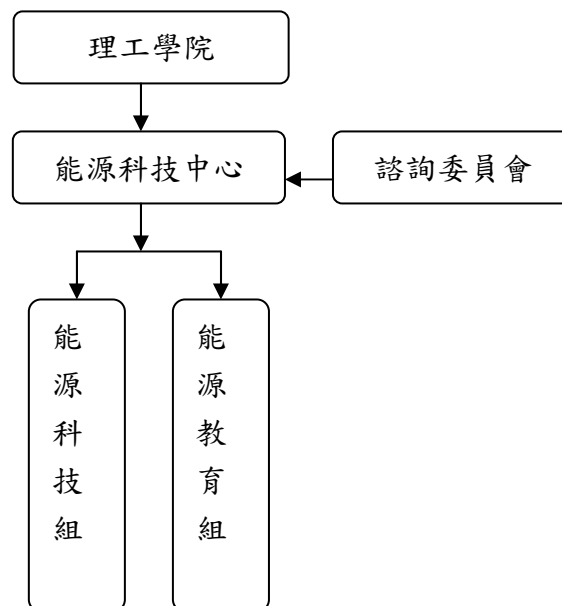 理工學院
能源科技中心
諮詢委員會
能源科技組
能源教育組